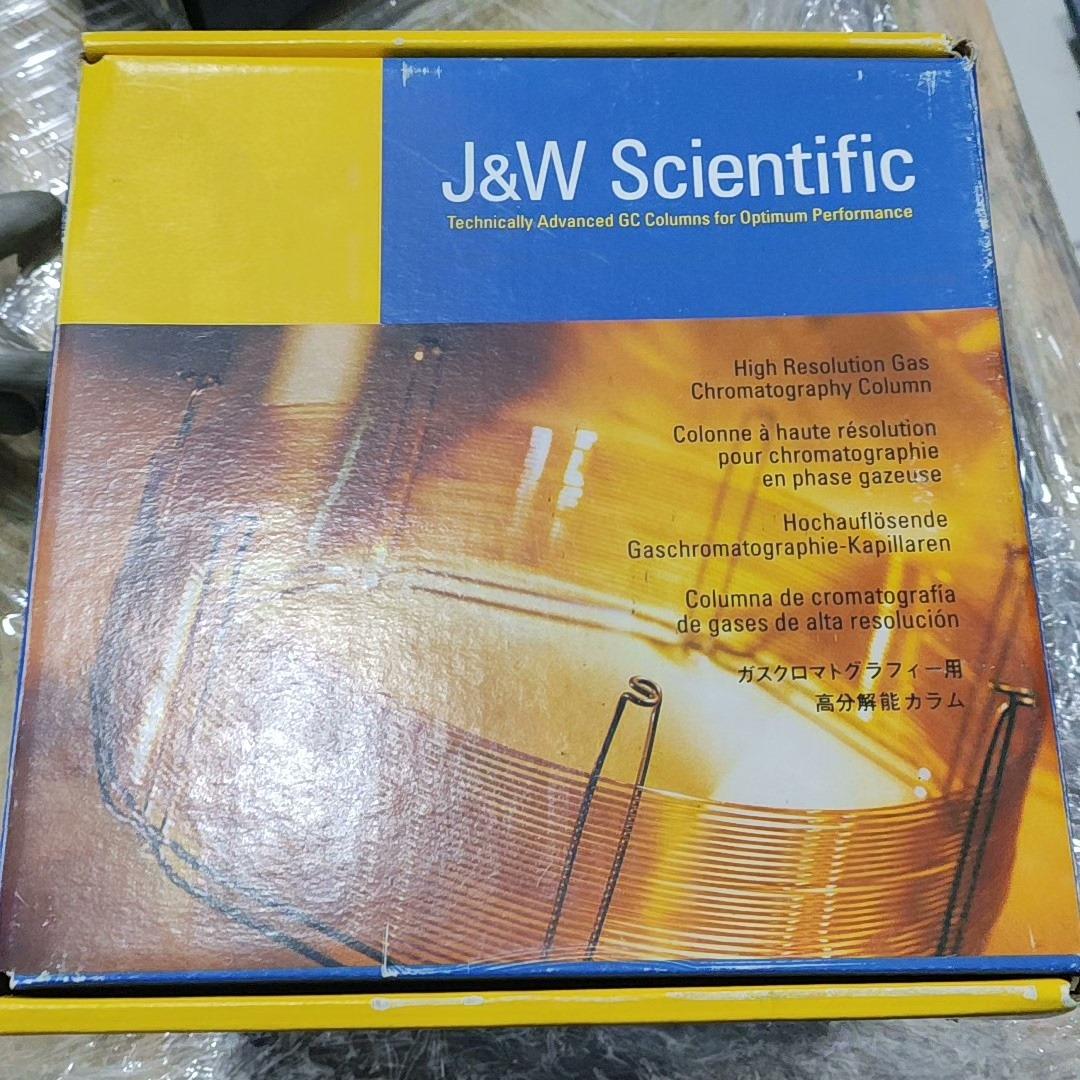 J&W Scientific
Technically Advanced GC Columns for Optimum Performance
High Resolution Gas
Chromatography Column
Colonne à haute résolution
pour chromatographie
en phase gazeuse
Hochauflösende
Gaschromatographie-Kapillaren
Columna de cromatografía
de gases de alta resolución
ガスクロマトグラフィー用
高分解能カラム